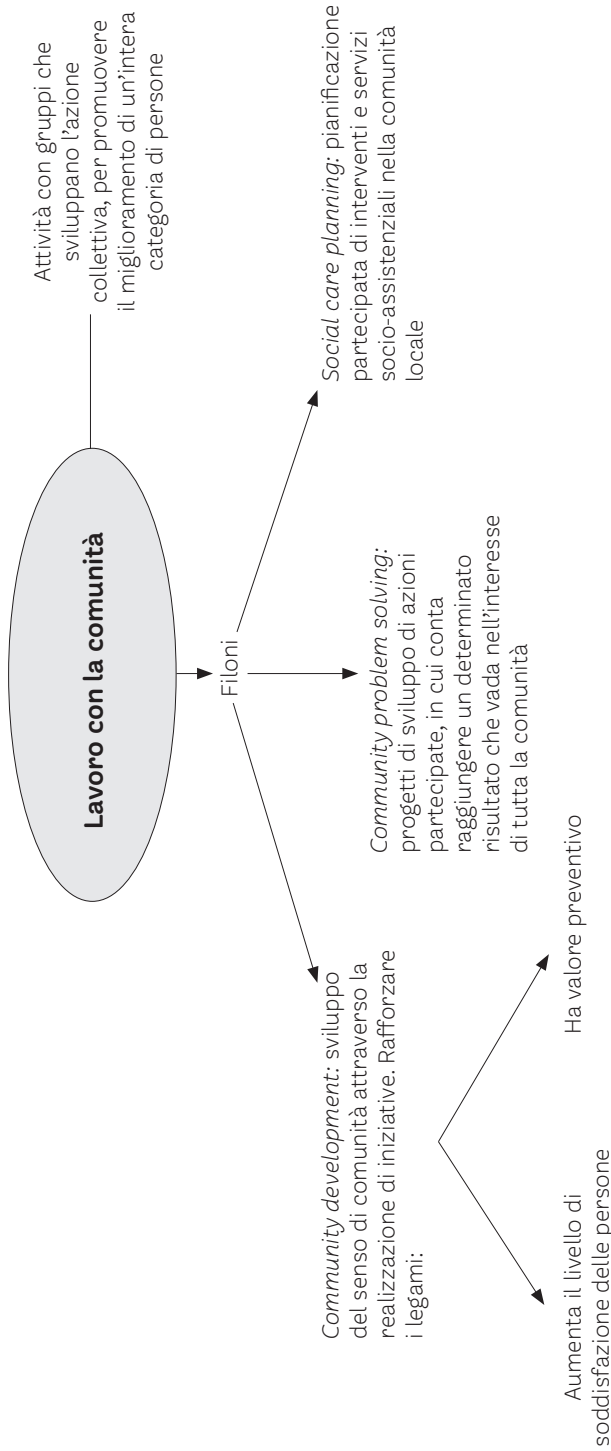 Lavoro con la comunità
Attività con gruppi che
sviluppano l'azione
collettiva, per promuovere
il miglioramento di un'intera
categoria di persone
Filoni
Community development: sviluppo
del senso di comunità attraverso la
realizzazione di iniziative. Rafforzare
i legami:
Community problem solving:
progetti di sviluppo di azioni
partecipate, in cui conta
raggiungere un determinato
risultato che vada nell'interesse
di tutta la comunità
Social care planning: pianificazione
partecipata di interventi e servizi
socio-assistenziali nella comunità
locale
Aumenta il livello di
soddisfazione delle persone
Ha valore preventivo